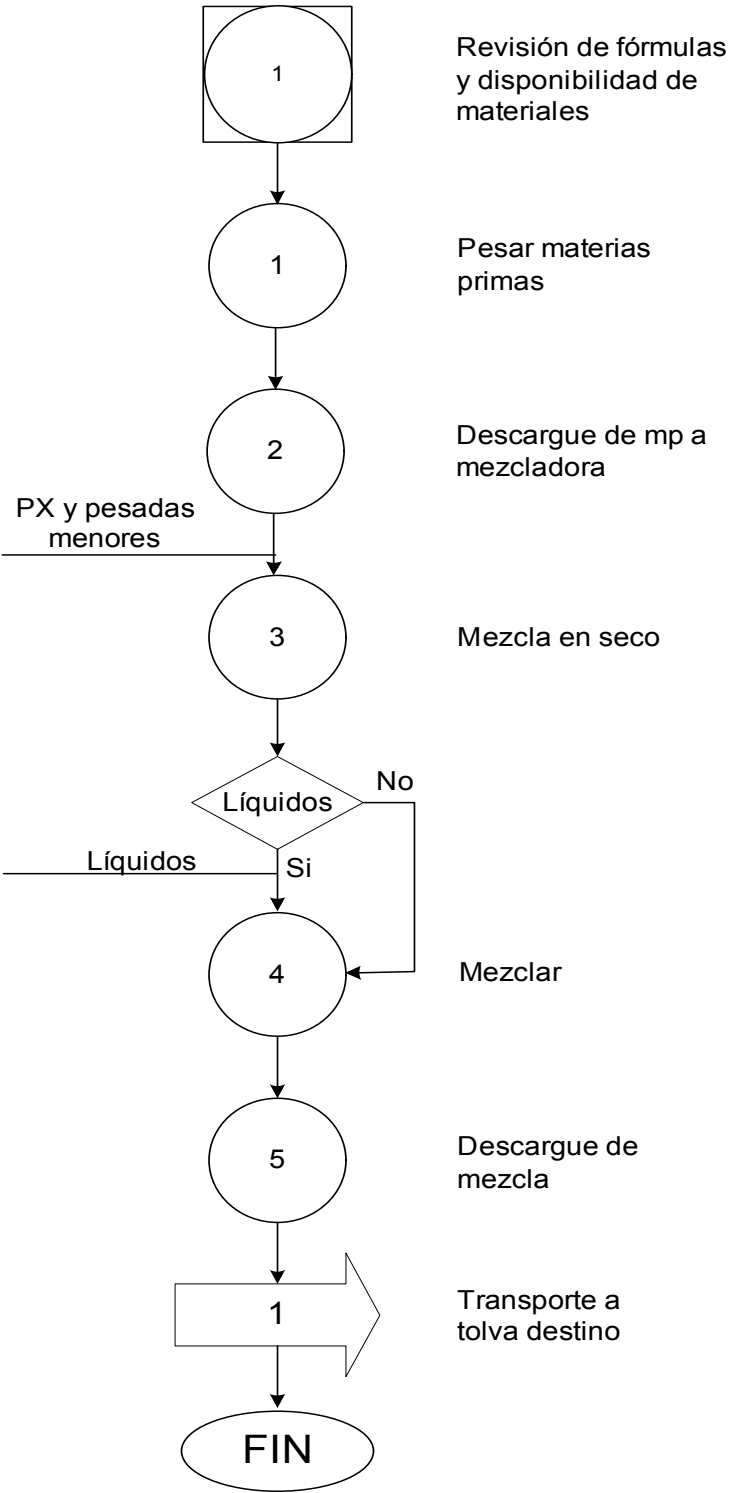 1
Revisión de fórmulas
y disponibilidad de
materiales
1
Pesar materias
primas
2
Descargue de mp a
mezcladora
PX y pesadas
menores
3
Mezcla en seco
No
Líquidos
Líquidos
Si
4
Mezclar
5
Descargue de
mezcla
1
Transporte a
tolva destino
FIN